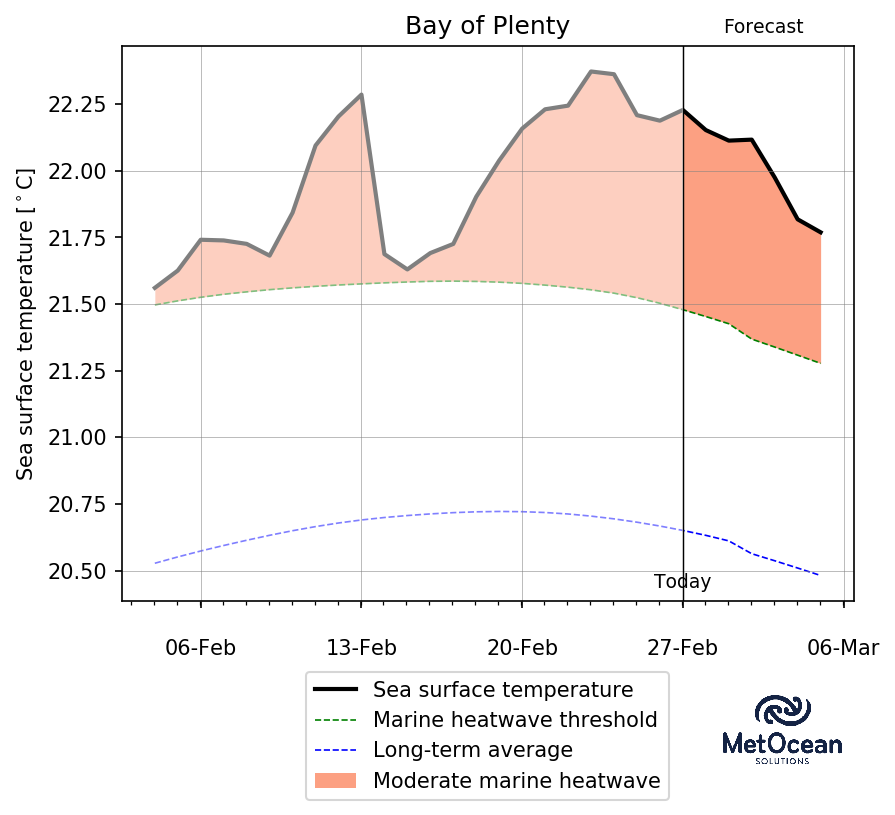 Bay of Plenty
Forecast
Sea surface temperature [°C]
22.25
22.00
21.75
21.50
21.25
21.00
20.75
20.50
Today
06-Feb 13-Feb 20-Feb 27-Feb 06-Mar
Sea surface temperature
Marine heatwave threshold
Long-term average
Moderate marine heatwave
MetOcean
SOLUTIONS